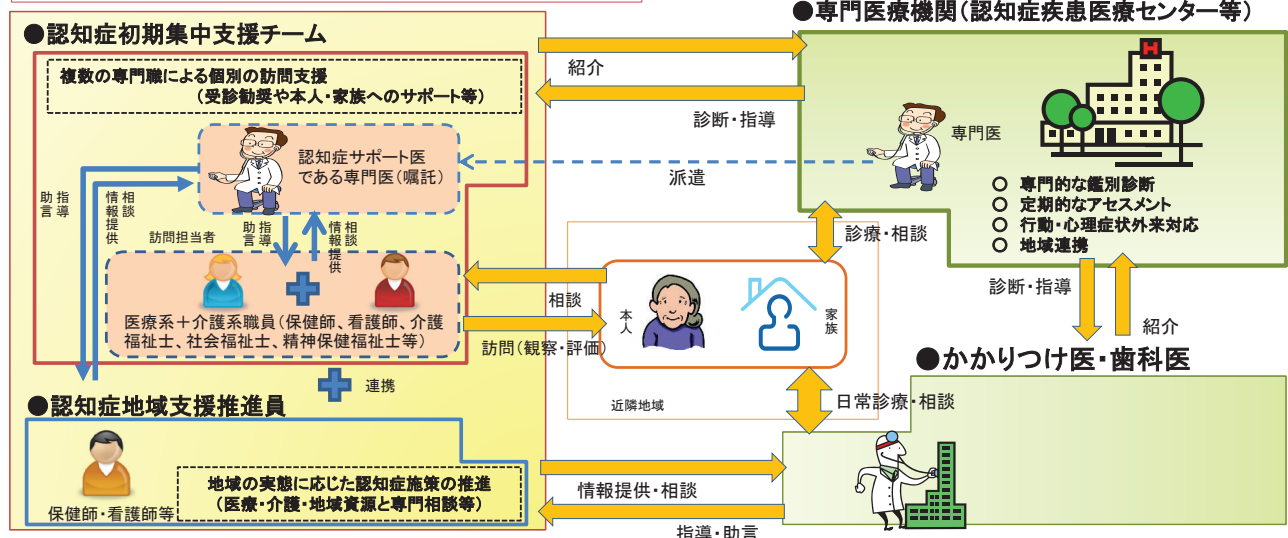 ●専門医療機関(認知症疾患医療センター等)
●認知症初期集中支援チーム
複数の専門職による個別の訪問支援
(受診勧奨や本人・家族へのサポート等)
紹介
診断・指導
専門医
認知症サポート医
である専門医(嘱託)
派遣
○ 専門的な鑑別診断
○ 定期的なアセスメント
○ 行動・心理症状外来対応
○ 地域連携
指導
助言
相談
情報提供
訪問担当者
指導
助言
相談
情報提供
診療・相談
相談
訪問(観察・評価)
本人
家族
近隣地域
医療系+介護系職員(保健師、看護師、介護
福祉士、社会福祉士、精神保健福祉士等)
連携
診断・指導
紹介
●かかりつけ医・歯科医
日常診療・相談
●認知症地域支援推進員
地域の実態に応じた認知症施策の推進
(医療・介護・地域資源と専門相談等)
保健師・看護師等
情報提供・相談
指導・助言
H